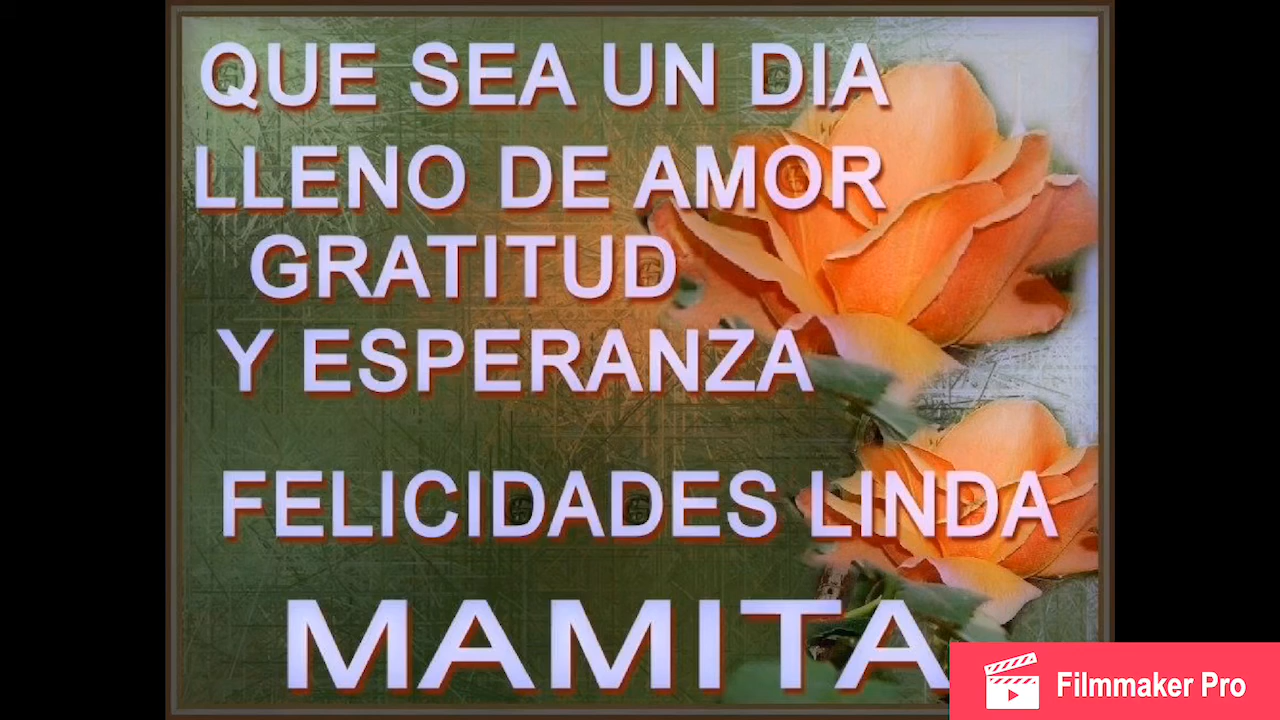 QUE SEA UN DIA
LLENO DE AMOR
GRATITUD
Y ESPERANZA
FELICIDADES LINDA
MAMITA
Filmmaker Pro